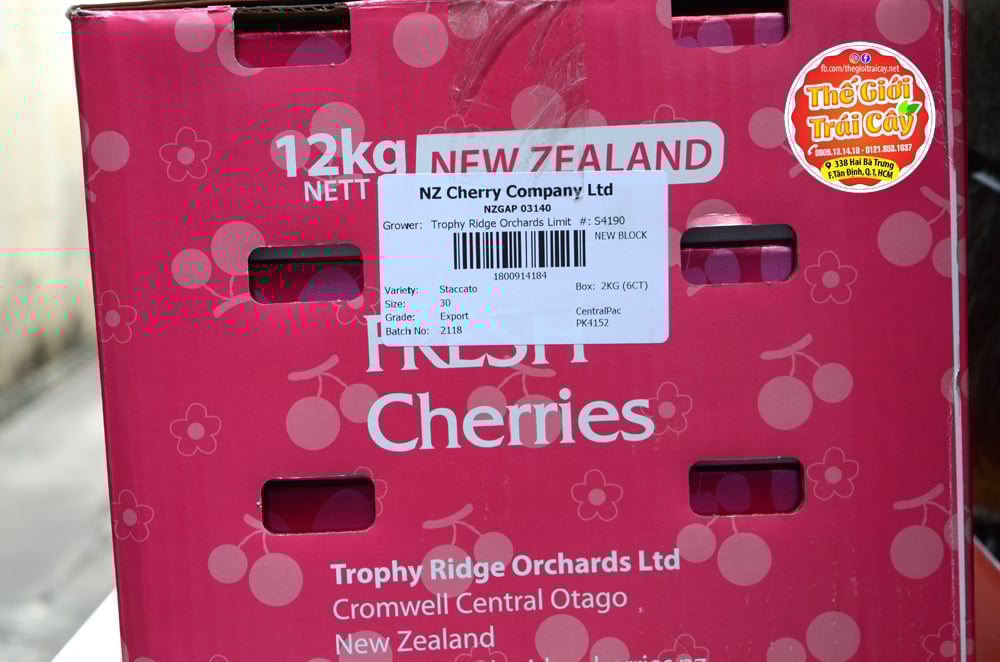 fb.com/thegioitraicay.net
Thế Giới
Trái Cây
0909.13.14.18 - 0121.858.1637
338 Hai Bà Trưng
F.Tân Định, Q.1, HCM
12kg
NETT
NEW ZEALAND
NZ Cherry Company Ltd
NZGAP 03140
Grower: Trophy Ridge Orchards Limit #: S4190
NEW BLOCK
1800914184
Variety: Staccato Box: 2KG (6CT)
Size: 30
Grade: Export CentralPac
Batch No: 2118 PK4152
FRESH
Cherries
Trophy Ridge Orchards Ltd
Cromwell Central Otago
New Zealand